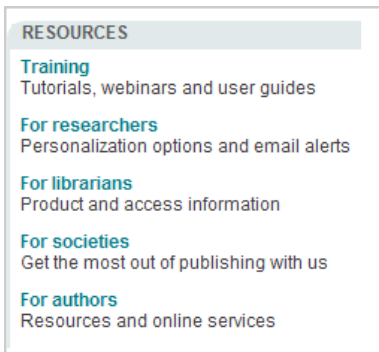 RESOURCES
Training
Tutorials, webinars and user guides
For researchers
Personalization options and email alerts
For librarians
Product and access information
For societies
Get the most out of publishing with us
For authors
Resources and online services